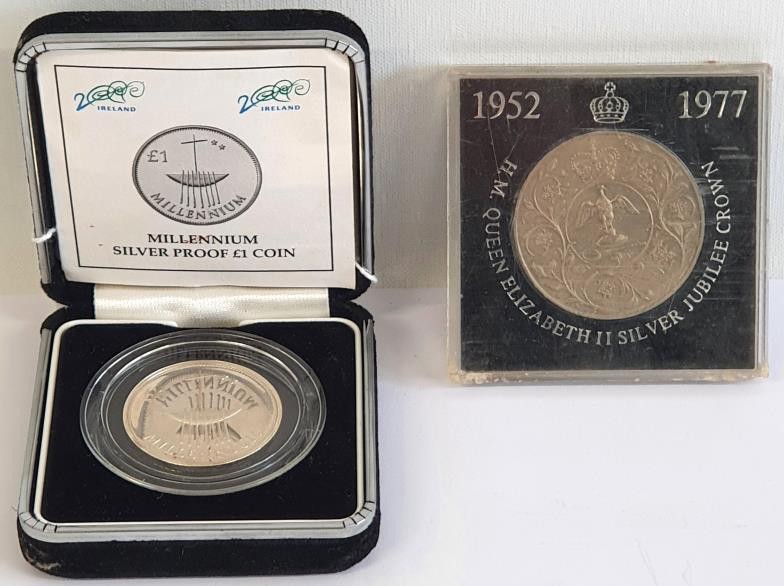 2000
IRELAND
2000
IRELAND
£1
MILLENNIUM
MILLENNIUM
SILVER PROOF £1 COIN
MILLENNIUM
1952 1977
H.M. QUEEN ELIZABETH II SILVER JUBILEE CROWN